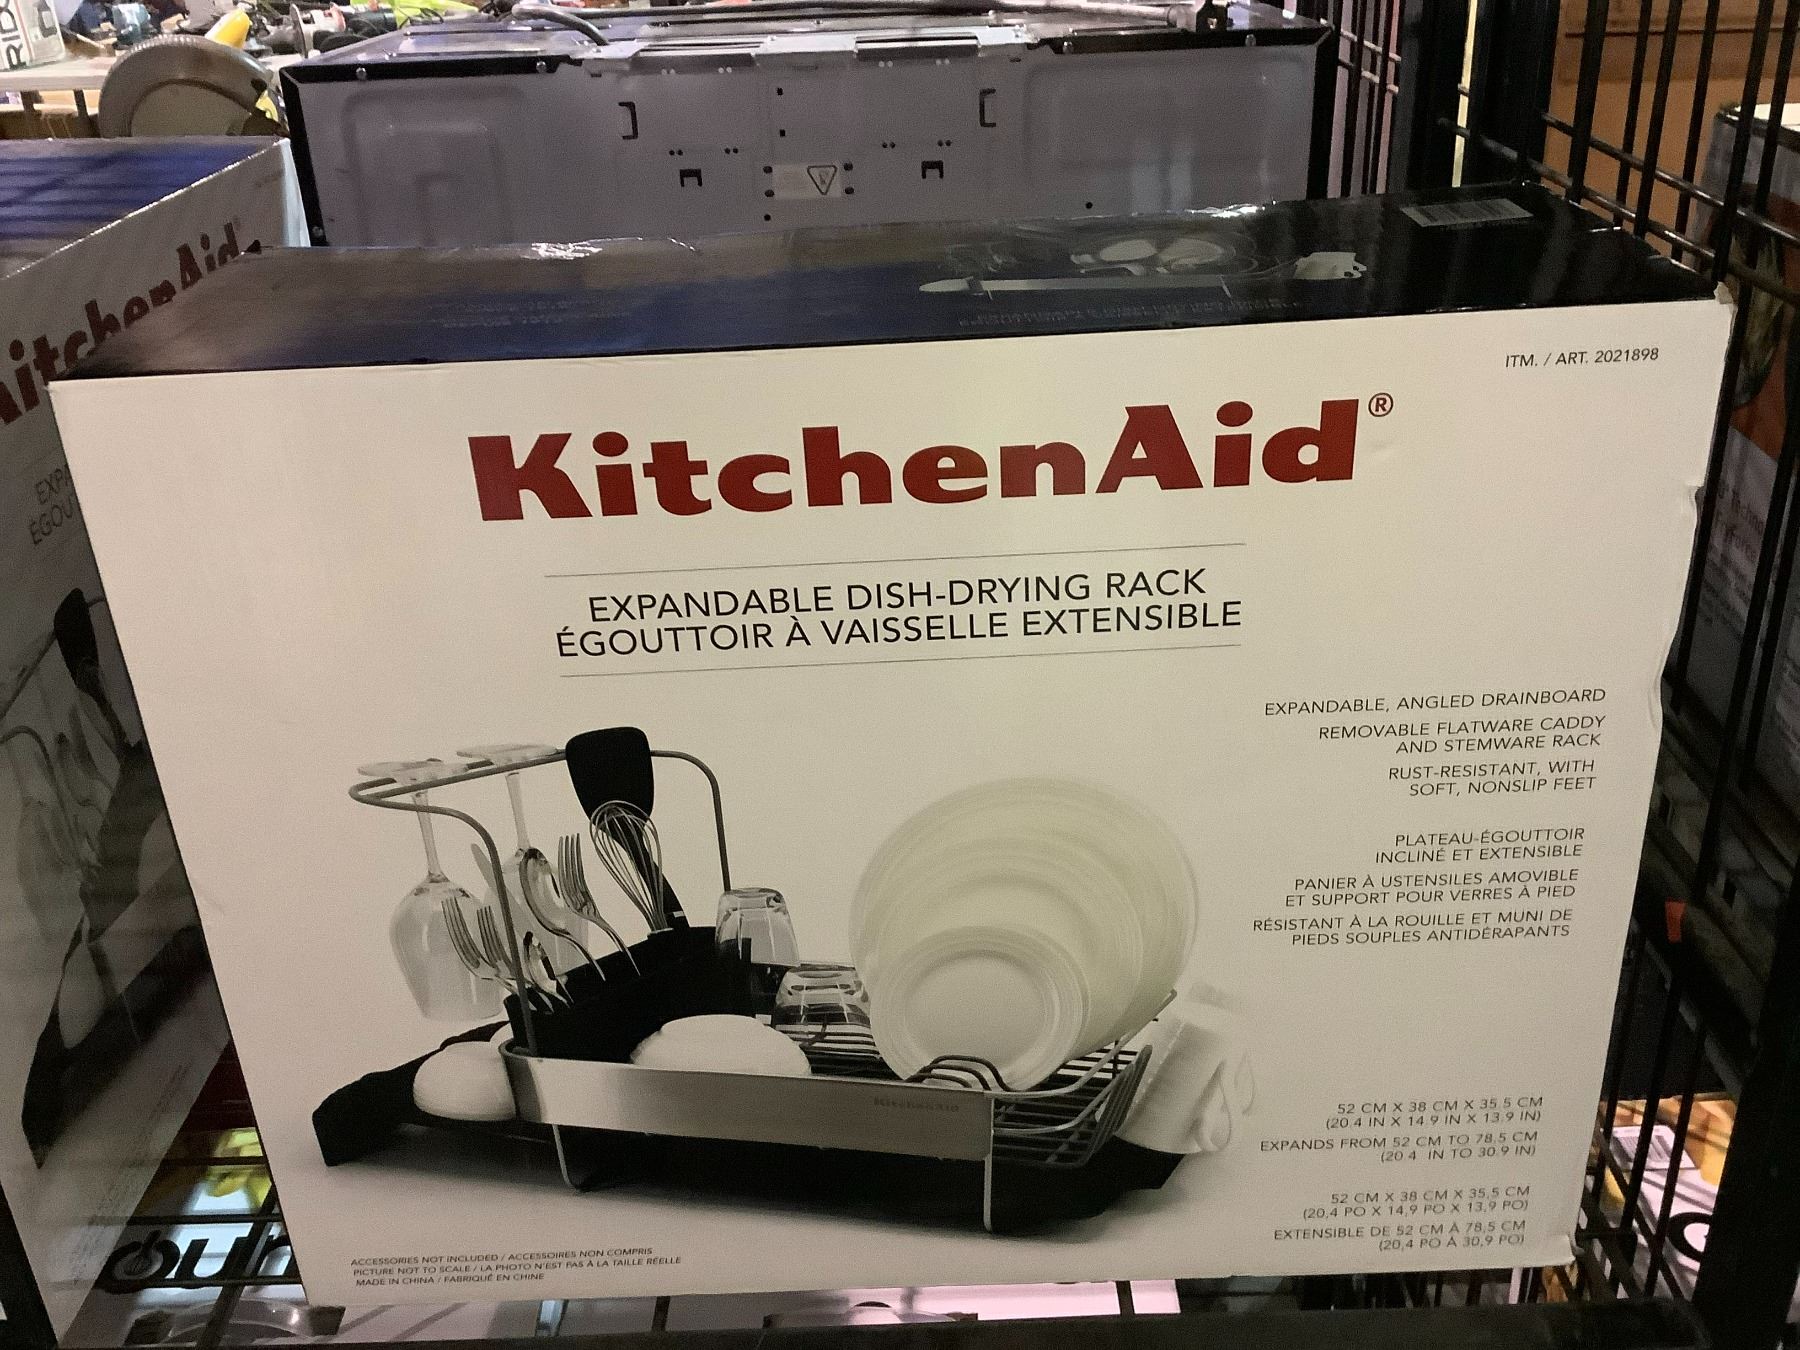 ITM. / ART. 2021898
KitchenAid®
EXPANDABLE DISH-DRYING RACK
ÉGOUTTOIR À VAISSELLE EXTENSIBLE
EXPANDABLE, ANGLED DRAINBOARD
REMOVABLE FLATWARE CADDY
AND STEMWARE RACK
RUST-RESISTANT, WITH
SOFT, NONSLIP FEET
PLATEAU-ÉGOUTTOIR
INCLINÉ ET EXTENSIBLE
PANIER À USTENSILES AMOVIBLE
ET SUPPORT POUR VERRES À PIED
RÉSISTANT À LA ROUILLE ET MUNI DE
PIEDS SOUPLES ANTIDÉRAPANTS
KitchenAid
52 CM X 38 CM X 35.5 CM
(20.4 IN X 14.9 IN X 13.9 IN)
EXPANDS FROM 52 CM TO 78.5 CM
(20.4 IN TO 30.9 IN)
52 CM X 38 CM X 35,5 CM
(20,4 PO X 14,9 PO X 13,9 PO)
EXTENSIBLE DE 52 CM À 78,5 CM
(20,4 PO À 30,9 PO)
ACCESSORIES NOT INCLUDED / ACCESSOIRES NON COMPRIS
PICTURE NOT TO SCALE / LA PHOTO N'EST PAS À LA TAILLE RÉELLE
MADE IN CHINA / FABRIQUÉ EN CHINE
KitchenAid
EXPA
ÉGOU